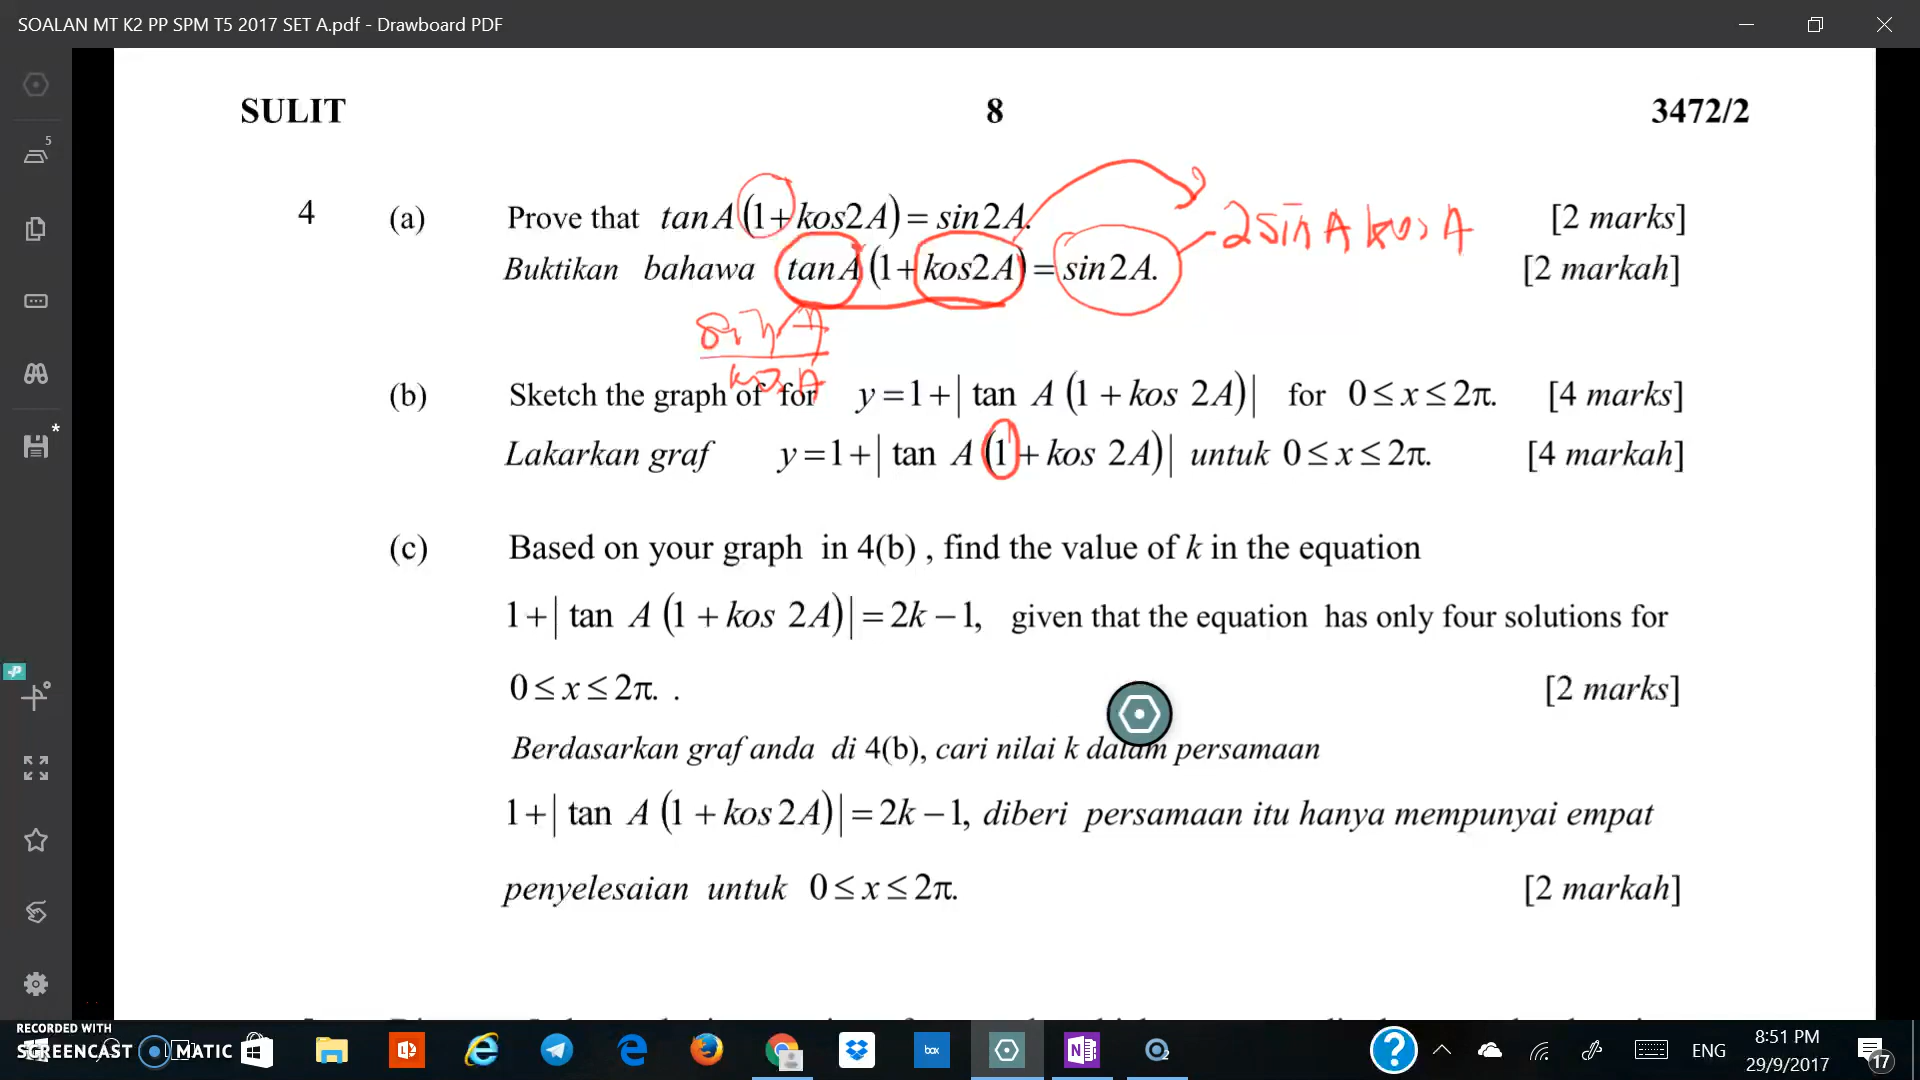 SOALAN MT K2 PP SPM T5 2017 SET A.pdf - Drawboard PDF
SULIT 8 3472/2
4 (a) Prove that tan A (1 + kos2A) = sin2A. [2 marks]
2 sin A kos A
Buktikan bahawa tan A (1 + kos2A) = sin2A. [2 markah]
sin A
kos A
(b) Sketch the graph of for y = 1 + | tan A (1 + kos 2A) | for 0 ≤ x ≤ 2π. [4 marks]
Lakarkan graf y = 1 + | tan A (1 + kos 2A) | untuk 0 ≤ x ≤ 2π. [4 markah]
(c) Based on your graph in 4(b) , find the value of k in the equation
1 + | tan A (1 + kos 2A) | = 2k − 1, given that the equation has only four solutions for
0 ≤ x ≤ 2π. . [2 marks]
Berdasarkan graf anda di 4(b), cari nilai k dalam persamaan
1 + | tan A (1 + kos 2A) | = 2k − 1, diberi persamaan itu hanya mempunyai empat
penyelesaian untuk 0 ≤ x ≤ 2π. [2 markah]
5
*
RECORDED WITH
SCREENCAST MATIC
box
N
?
ENG
8:51 PM
29/9/2017
17